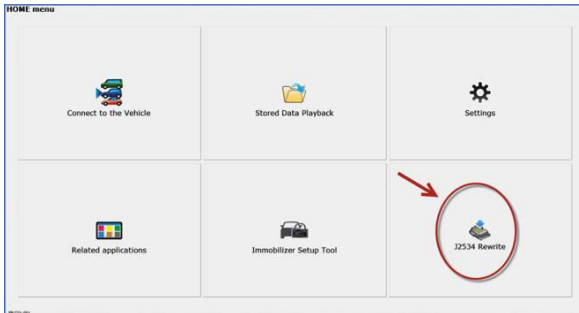 HOME menu
Connect to the Vehicle
Stored Data Playback
Settings
Related applications
Immobilizer Setup Tool
J2534 Rewrite